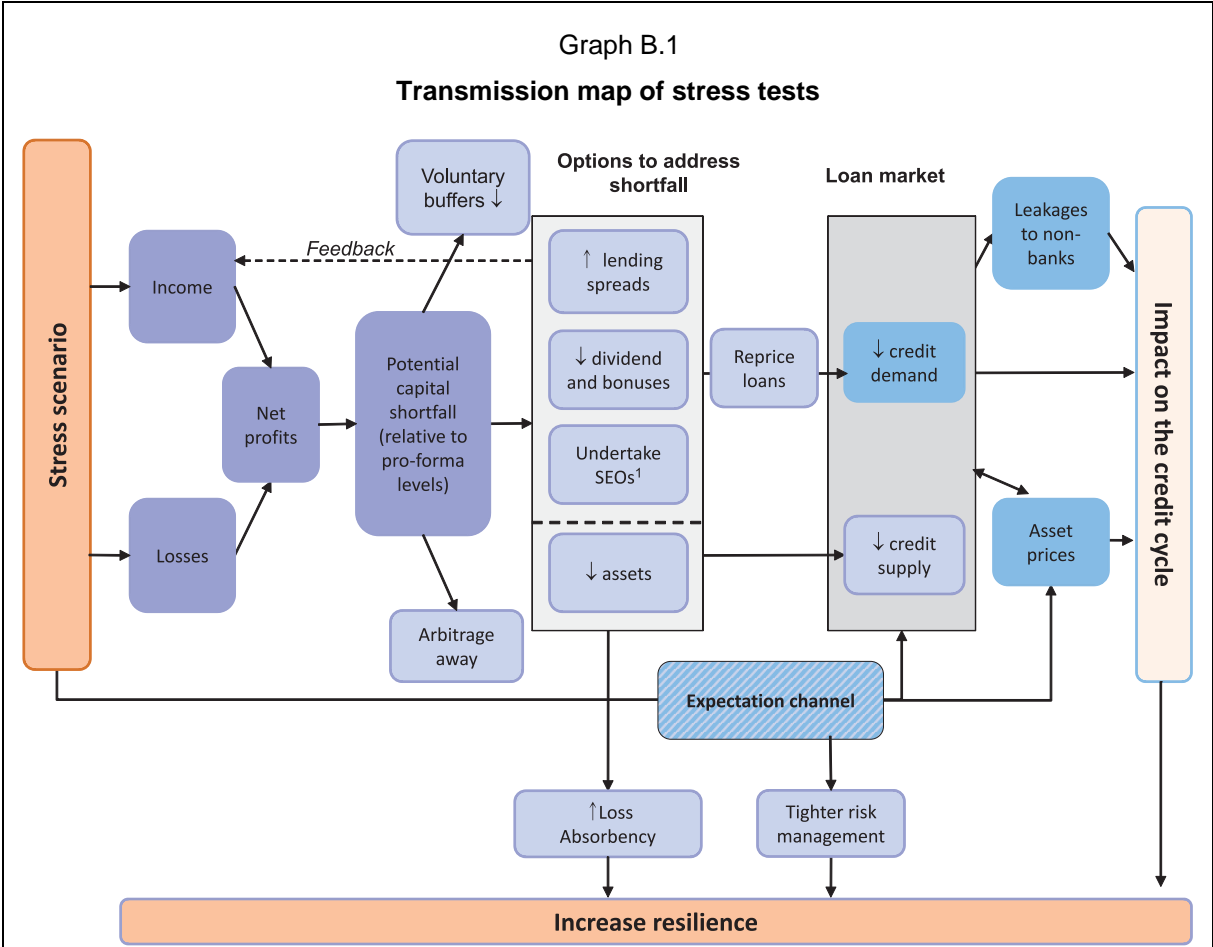 Graph B.1
Transmission map of stress tests
Stress scenario
Income
Losses
Net
profits
Feedback
Voluntary
buffers ↓
Potential
capital
shortfall
(relative to
pro-forma
levels)
Arbitrage
away
Options to address
shortfall
↑ lending
spreads
↓ dividend
and bonuses
Undertake
SEOs¹
↓ assets
Reprice
loans
Loan market
↓ credit
demand
↓ credit
supply
Leakages
to non-
banks
Asset
prices
Impact on the credit cycle
Expectation channel
↑Loss
Absorbency
Tighter risk
management
Increase resilience